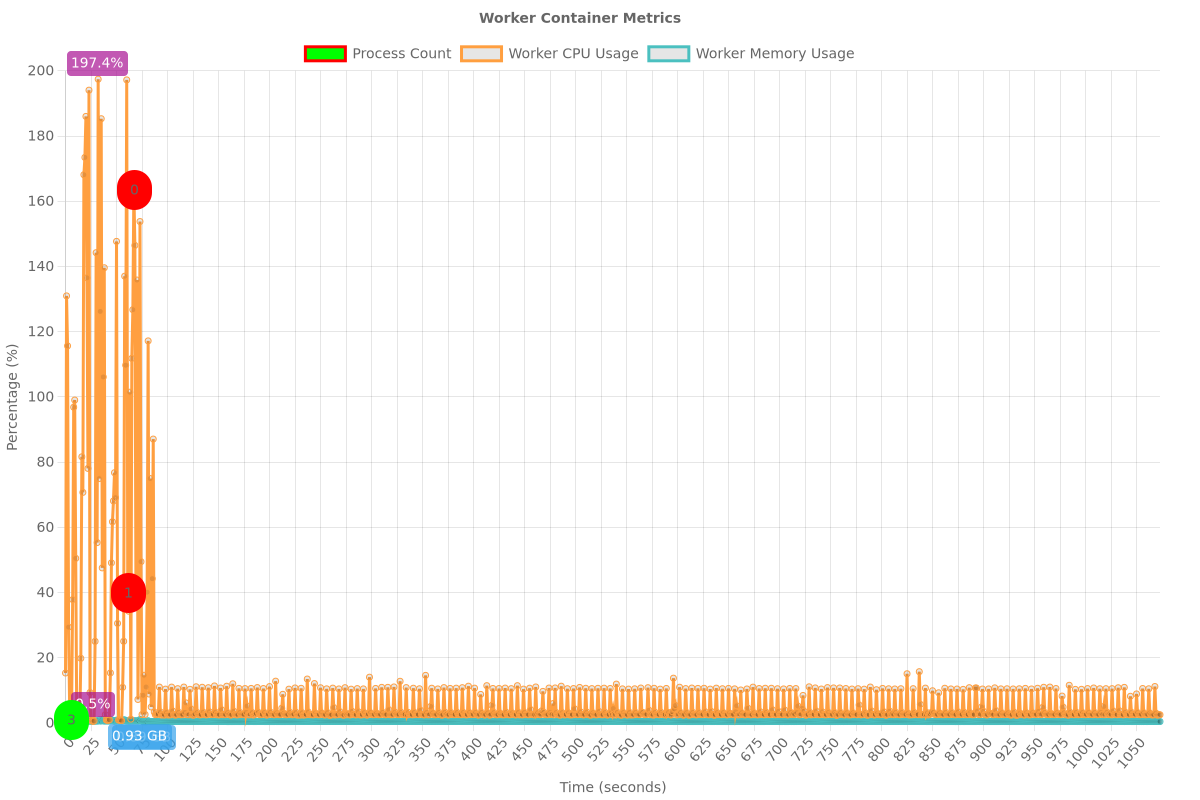 Worker Container Metrics
Process Count Worker CPU Usage Worker Memory Usage
197.4%
200
180
0
160
140
120
100
80
60
1
40
20
.5%
3
0
0.93 GB
0 25 50 100 125 150 175 200 225 250 275 300 325 350 375 400 425 450 475 500 525 550 575 600 625 650 675 700 725 750 775 800 825 850 875 900 925 950 975 1000 1025 1050
Percentage (%)
Time (seconds)